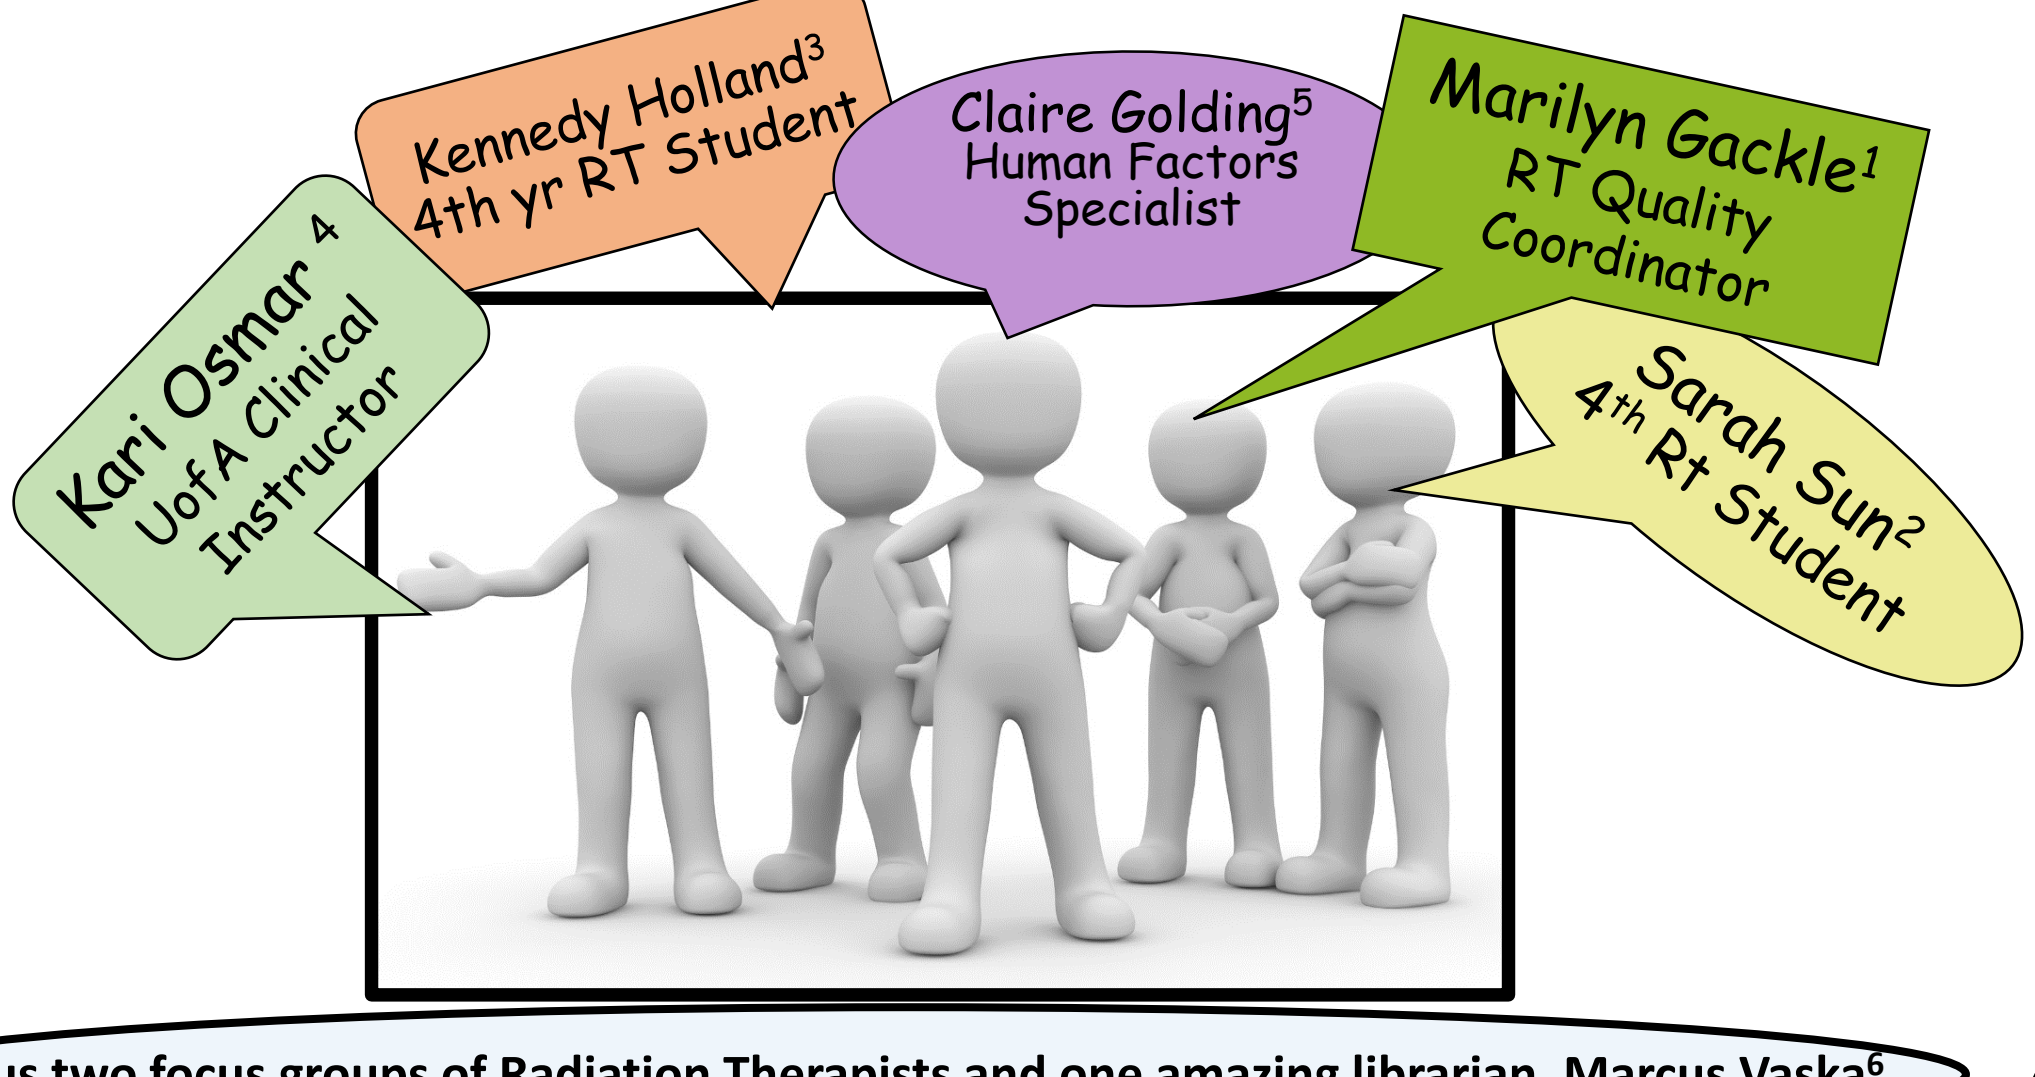 Kari Osmar 4
UofA Clinical
Instructor
Kennedy Holland³
4th yr RT Student
Claire Golding⁵
Human Factors
Specialist
Marilyn Gackle¹
RT Quality
Coordinator
Sarah Sun²
4ᵗʰ Rt Student
us two focus groups of Radiation Therapists and one amazing librarian, Marcus Vaska⁶